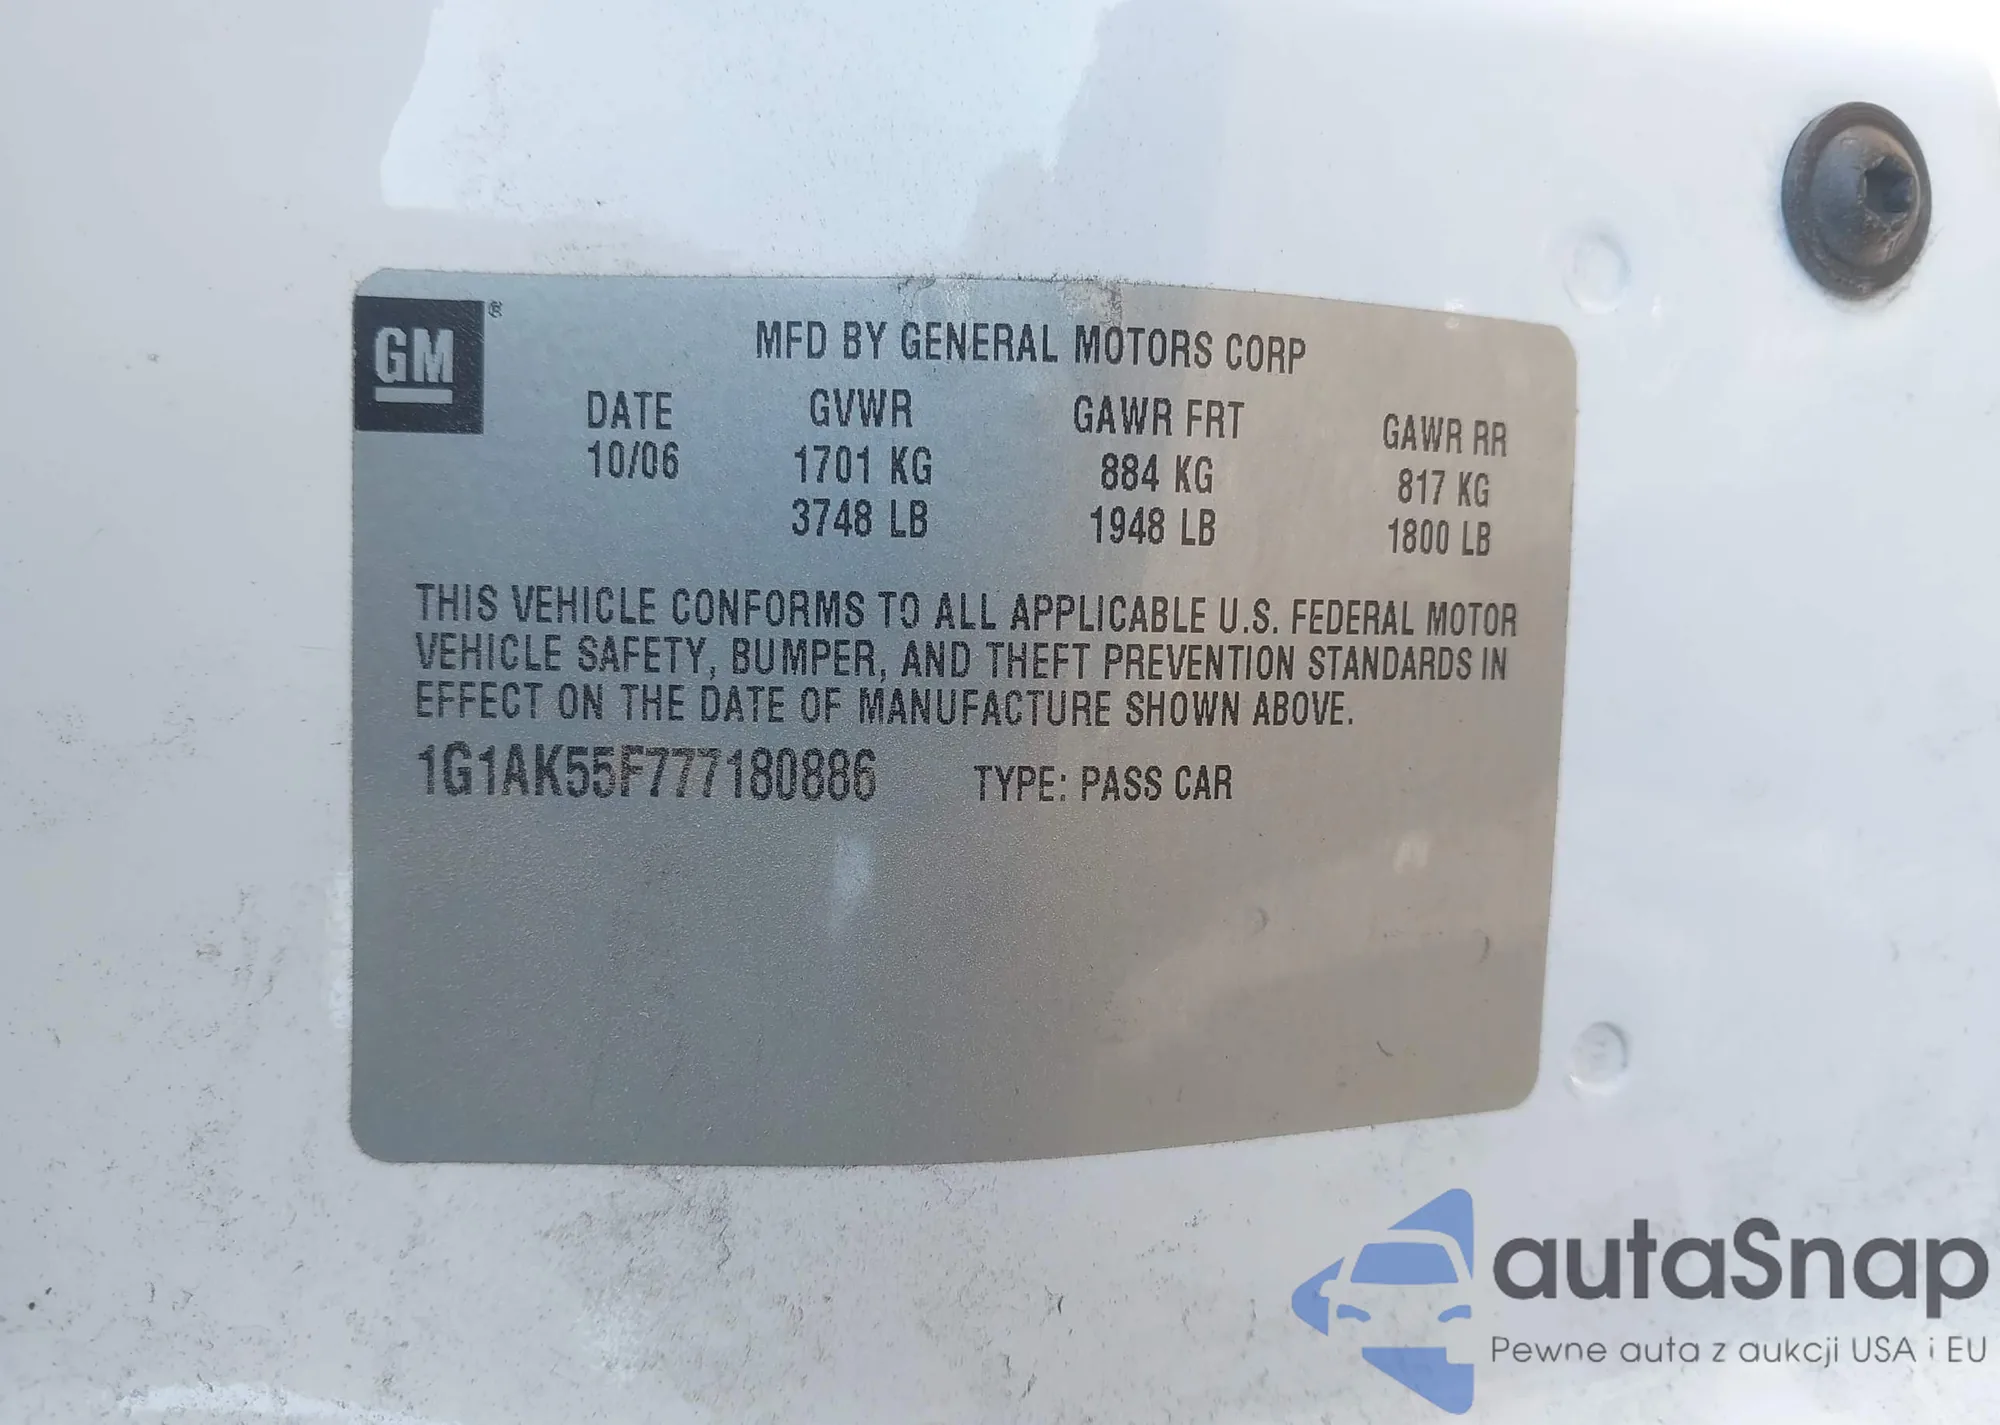 GM ®
MFD BY GENERAL MOTORS CORP
DATE GVWR GAWR FRT GAWR RR
10/06 1701 KG 884 KG 817 KG
3748 LB 1948 LB 1800 LB
THIS VEHICLE CONFORMS TO ALL APPLICABLE U.S. FEDERAL MOTOR
VEHICLE SAFETY, BUMPER, AND THEFT PREVENTION STANDARDS IN
EFFECT ON THE DATE OF MANUFACTURE SHOWN ABOVE.
1G1AK55F777180886 TYPE: PASS CAR
autaSnap
Pewne auta z aukcji USA i EU